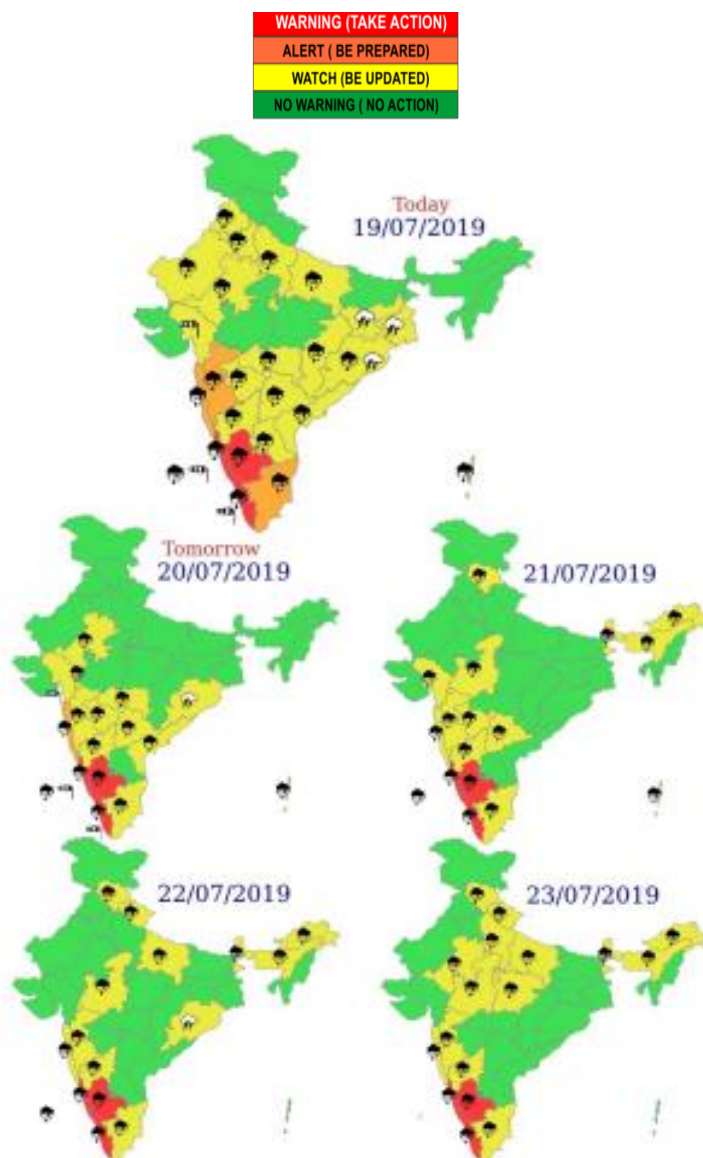 WARNING (TAKE ACTION)
ALERT ( BE PREPARED)
WATCH (BE UPDATED)
NO WARNING ( NO ACTION)
Today
19/07/2019
Tomorrow
20/07/2019
21/07/2019
22/07/2019
23/07/2019